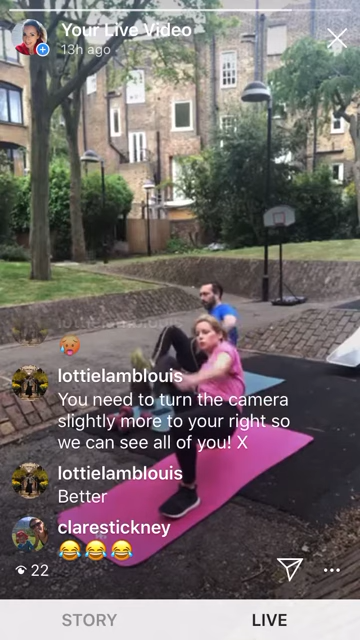 Your Live Video
13h ago
🥵
lottielamblouis
You need to turn the camera
slightly more to your right so
we can see all of you! X
lottielamblouis
Better
clarestickney
😂😂😂
22
STORY
LIVE